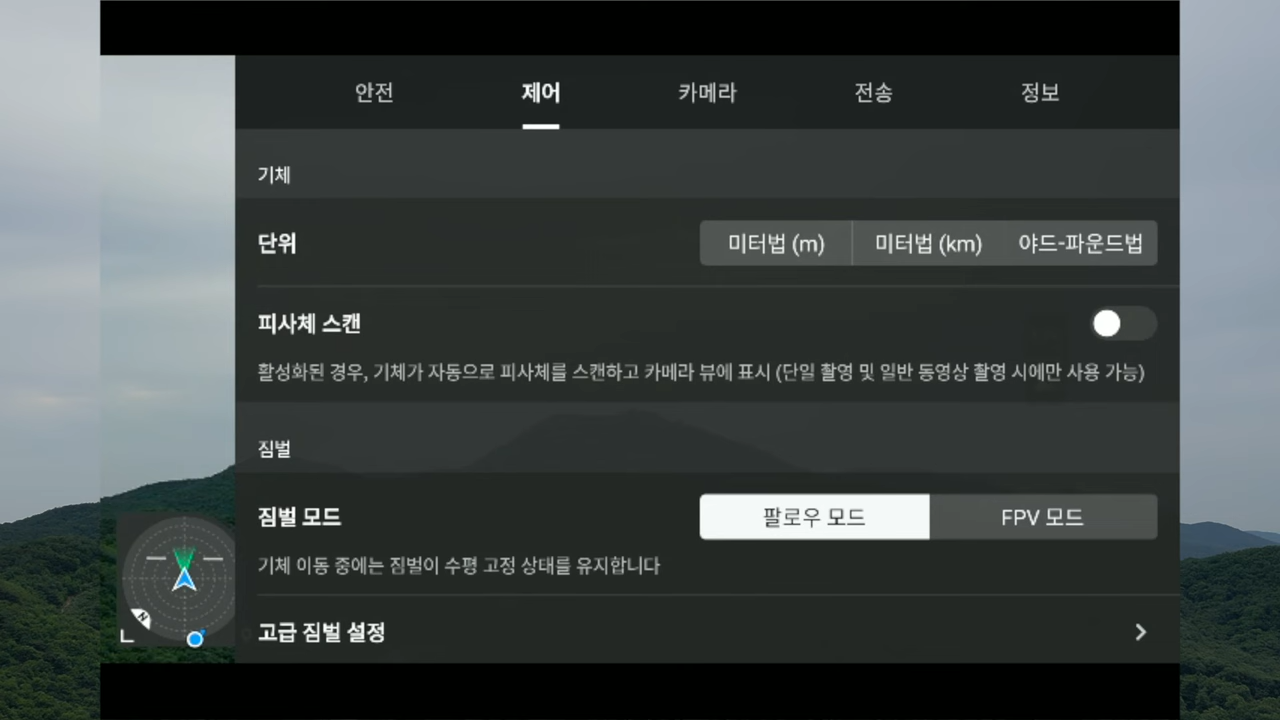 안전 제어 카메라 전송 정보
기체
단위 미터법 (m) 미터법 (km) 야드-파운드법
피사체 스캔
활성화된 경우, 기체가 자동으로 피사체를 스캔하고 카메라 뷰에 표시 (단일 촬영 및 일반 동영상 촬영 시에만 사용 가능)
짐벌
짐벌 모드 팔로우 모드 FPV 모드
기체 이동 중에는 짐벌이 수평 고정 상태를 유지합니다
N
L
고급 짐벌 설정